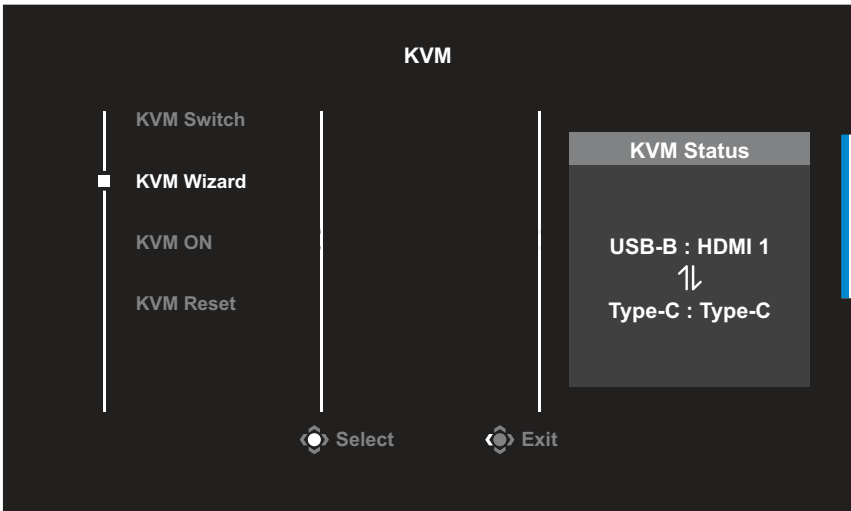 KVM
KVM Switch
KVM Wizard
KVM ON
KVM Reset
KVM Status
USB-B : HDMI 1
Type-C : Type-C
Select
Exit